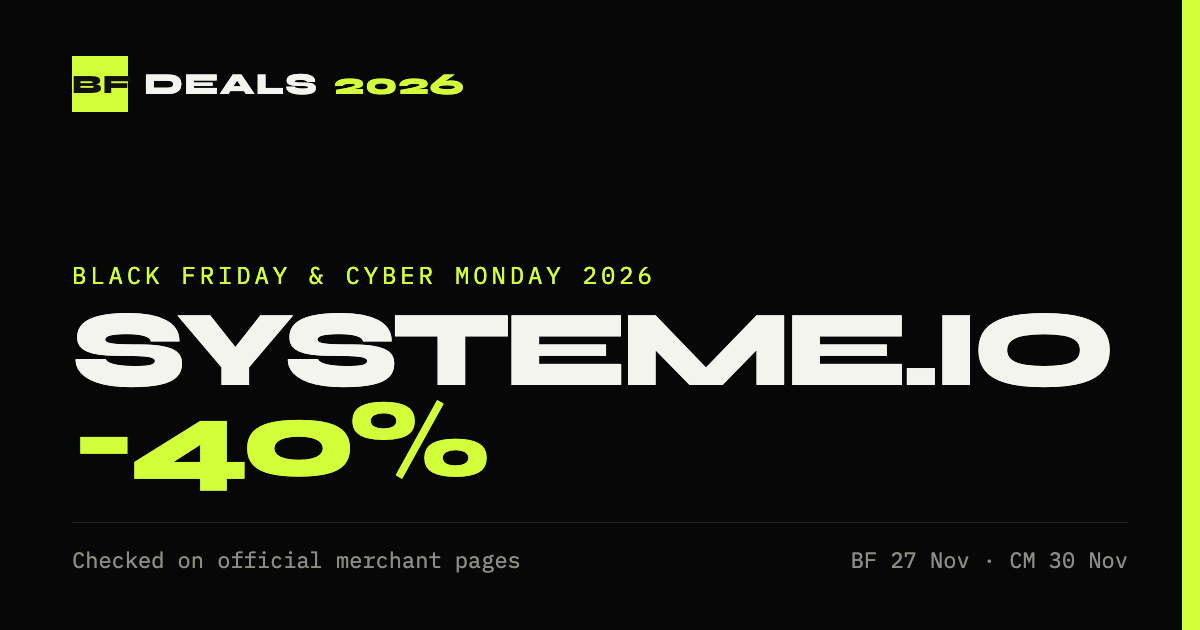 BF DEALS 2026
BLACK FRIDAY & CYBER MONDAY 2026
SYSTEME.IO
-40%
Checked on official merchant pages
BF 27 Nov · CM 30 Nov